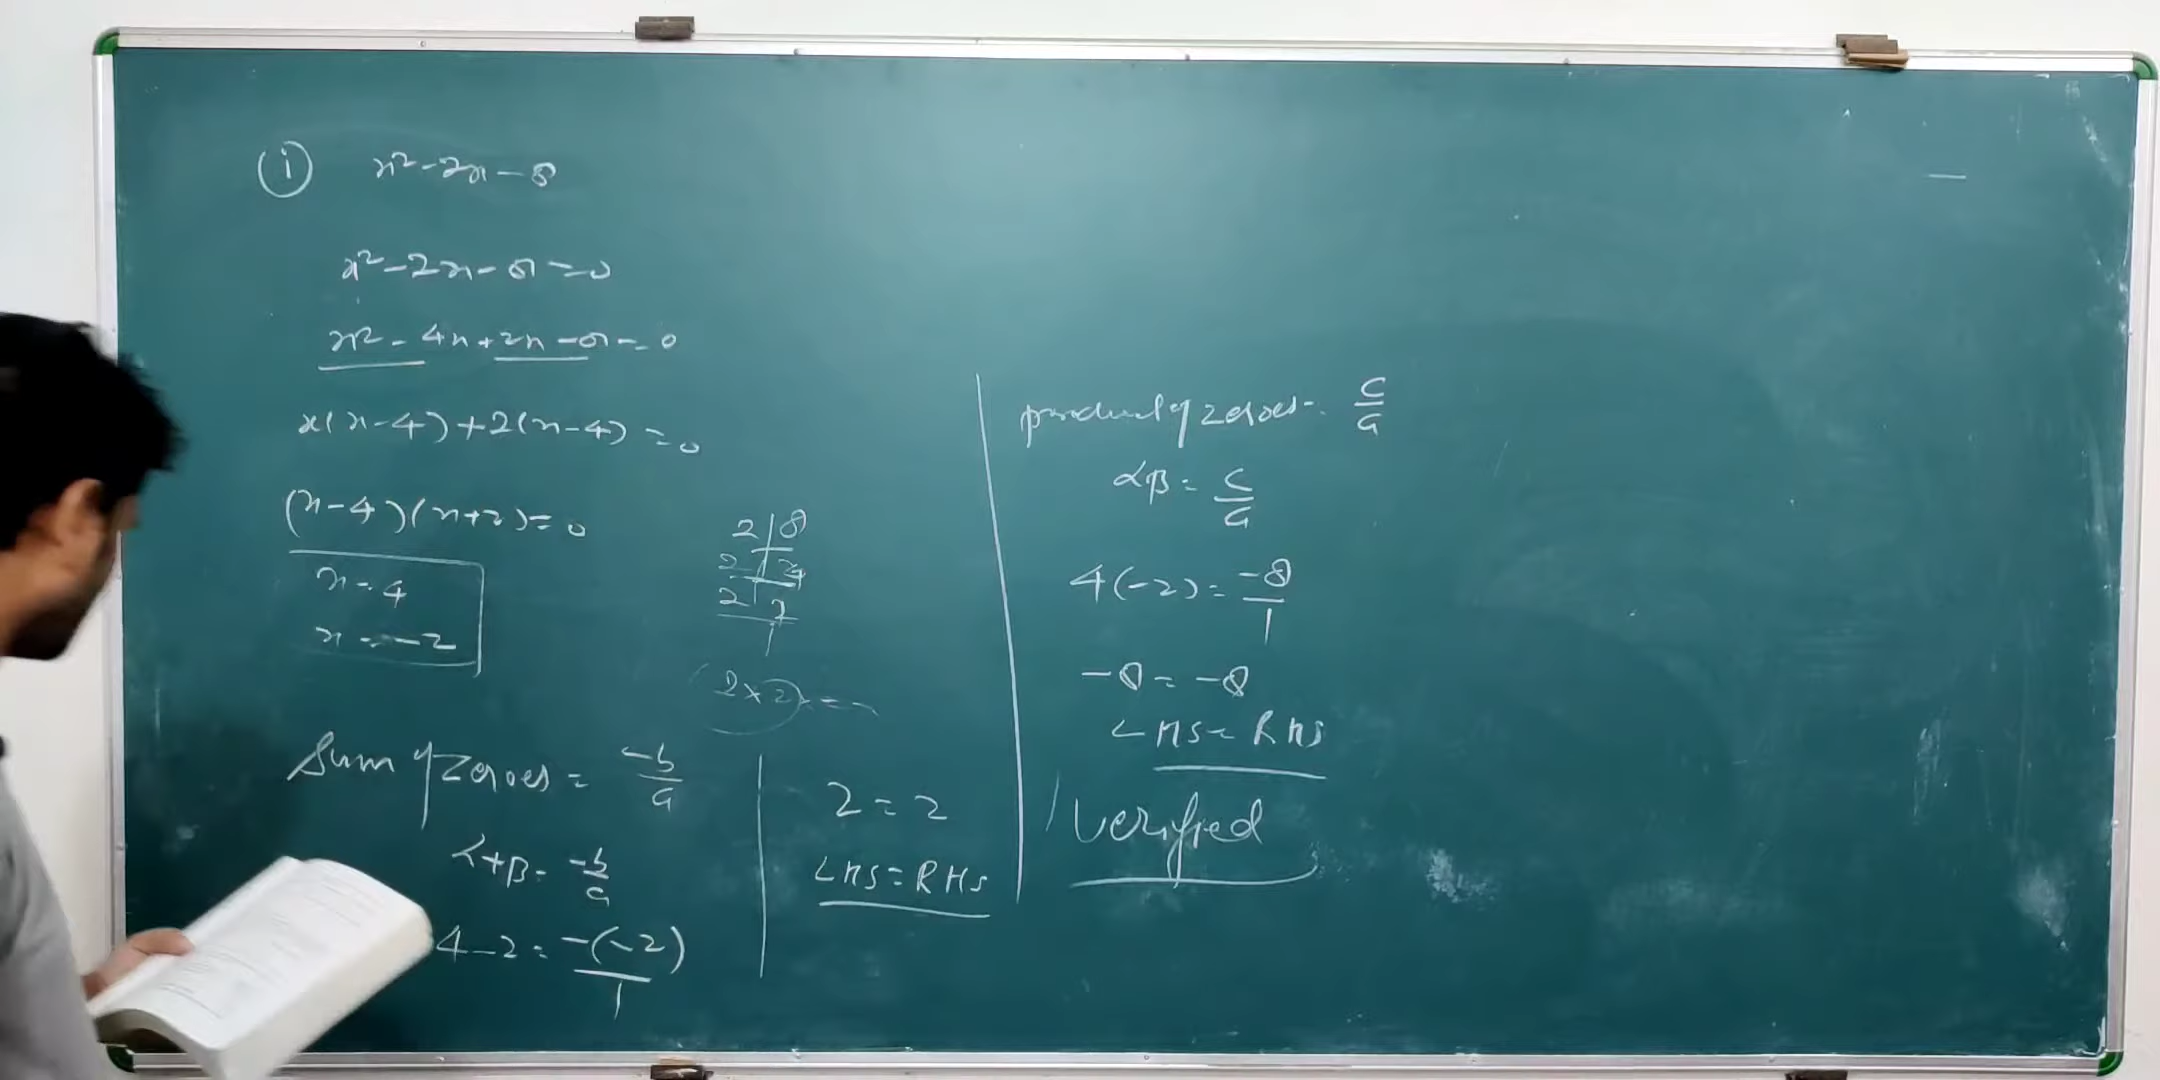 (i) x² - 2x - 8
x² - 2x - 8 = 0
x² - 4x + 2x - 8 = 0
x(x-4) + 2(x-4) = 0
(x-4)(x+2) = 0
x = 4
x = -2
2 | 8
2 | 4
2 | 2
1
2×2
Sum of zeroes = -b/a
α+β = -b/a
4-2 = -(-2)/1
2 = 2
LHS = RHS
product of zeroes = c/a
αβ = c/a
4(-2) = -8/1
-8 = -8
LHS = RHS
verified